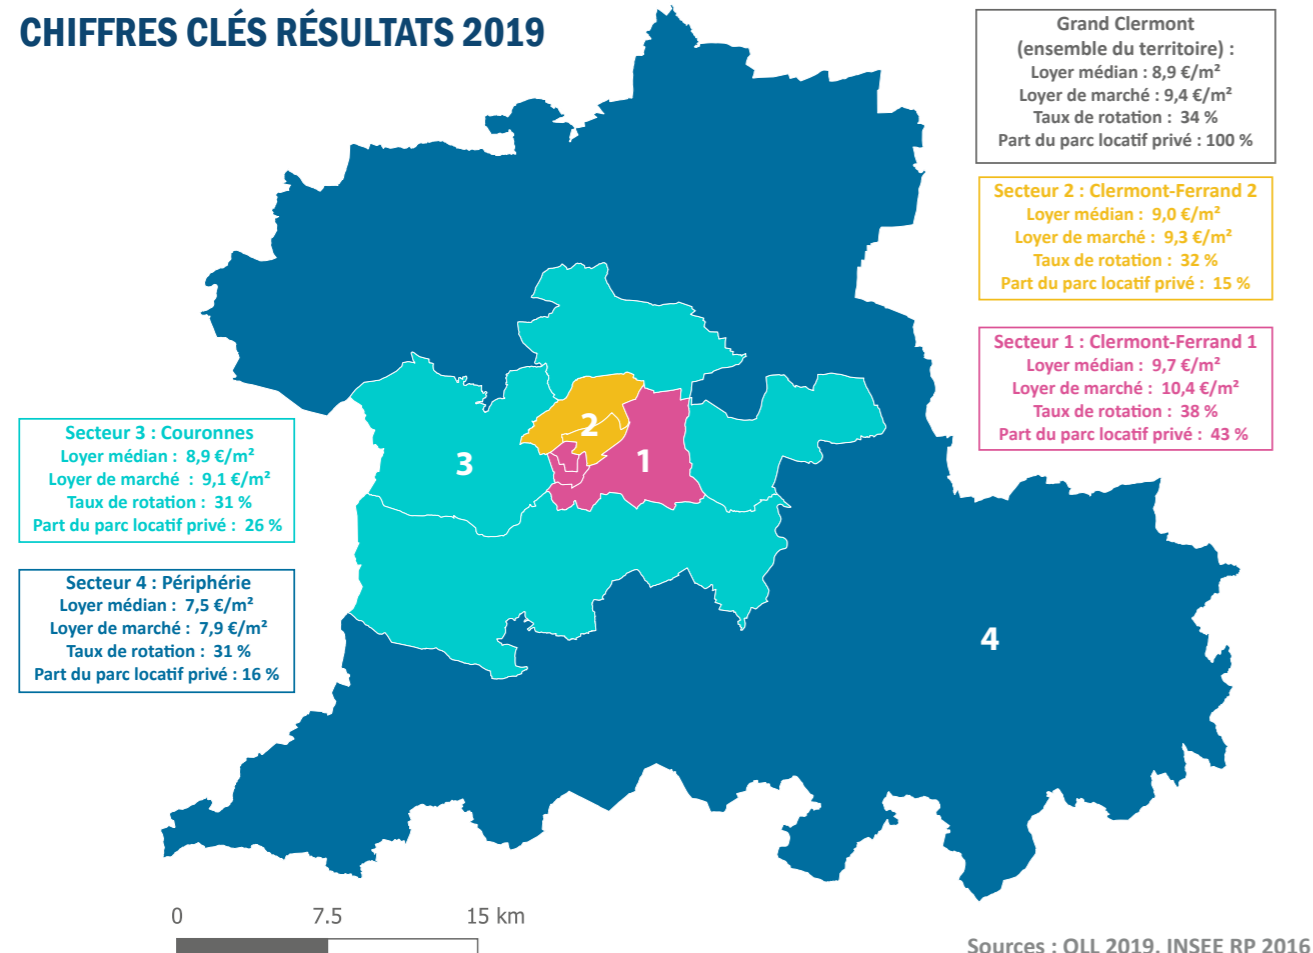 CHIFFRES CLÉS RÉSULTATS 2019
Grand Clermont
(ensemble du territoire) :
Loyer médian : 8,9 €/m²
Loyer de marché : 9,4 €/m²
Taux de rotation : 34 %
Part du parc locatif privé : 100 %
Secteur 2 : Clermont-Ferrand 2
Loyer médian : 9,0 €/m²
Loyer de marché : 9,3 €/m²
Taux de rotation : 32 %
Part du parc locatif privé : 15 %
Secteur 1 : Clermont-Ferrand 1
Loyer médian : 9,7 €/m²
Loyer de marché : 10,4 €/m²
Taux de rotation : 38 %
Part du parc locatif privé : 43 %
Secteur 3 : Couronnes
Loyer médian : 8,9 €/m²
Loyer de marché : 9,1 €/m²
Taux de rotation : 31 %
Part du parc locatif privé : 26 %
Secteur 4 : Périphérie
Loyer médian : 7,5 €/m²
Loyer de marché : 7,9 €/m²
Taux de rotation : 31 %
Part du parc locatif privé : 16 %
2
1
3
4
0 7.5 15 km
Sources : OLL 2019, INSEE RP 2016